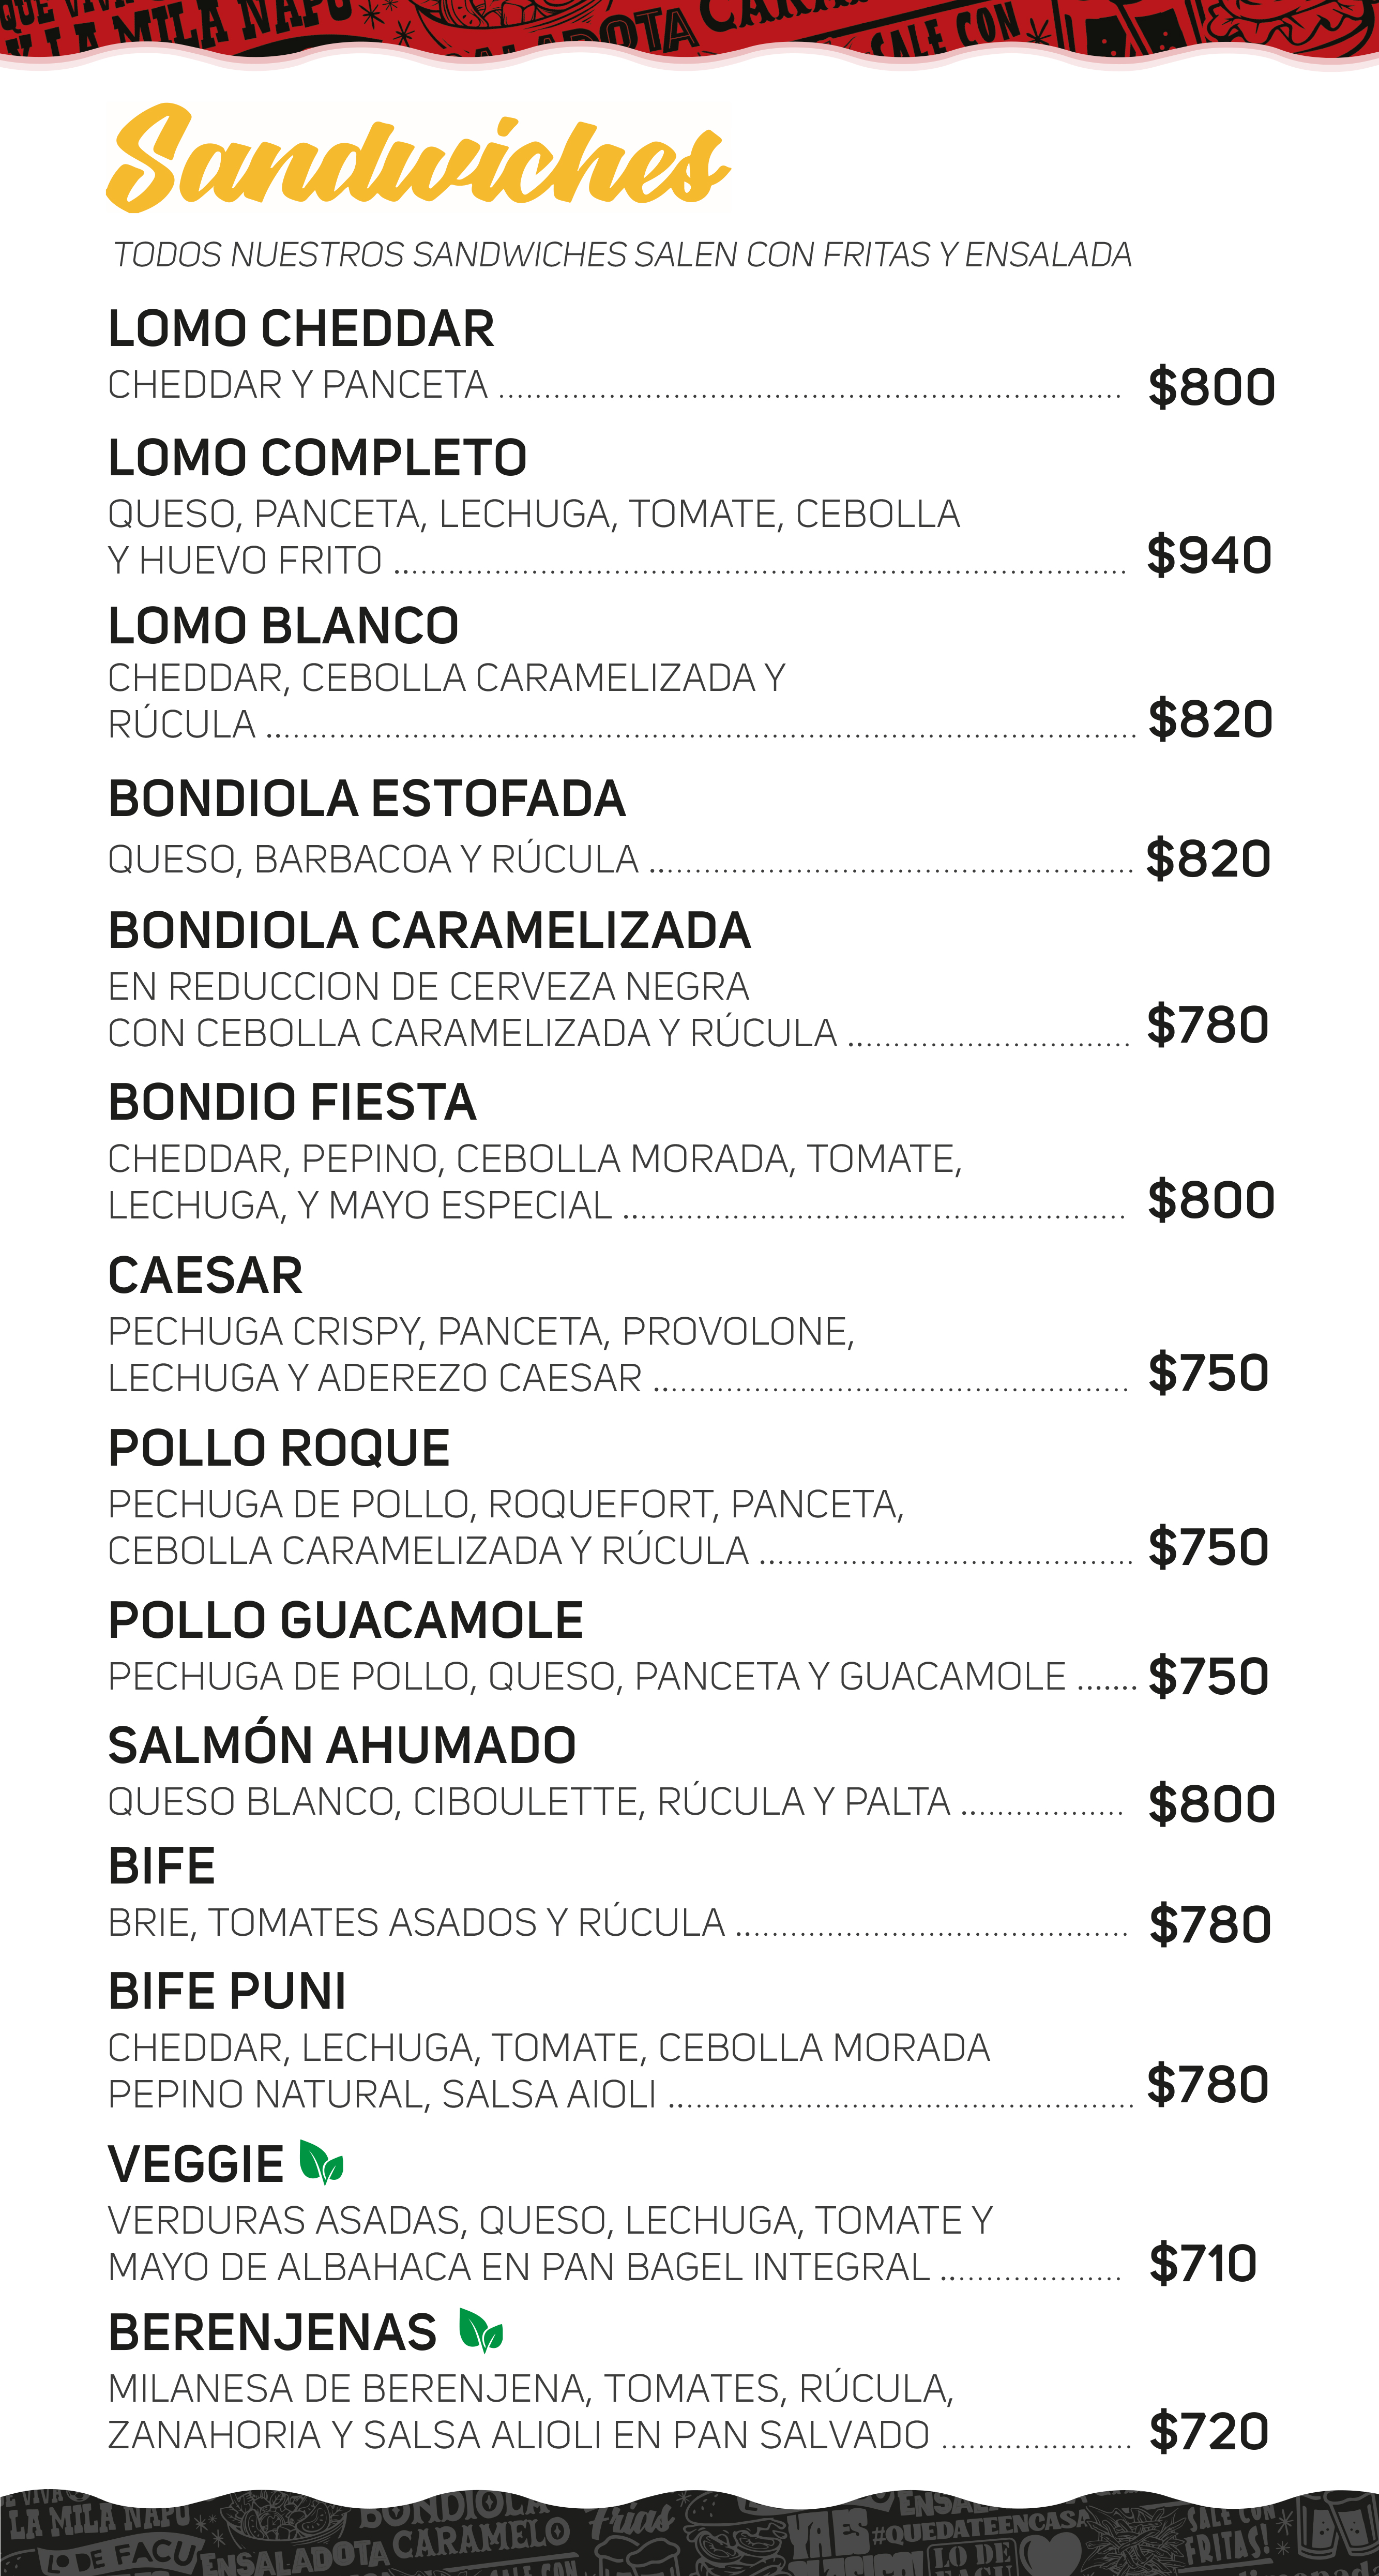 QUE VIVA
Y LA MILA NAPO
SALE CON
Sandwiches
TODOS NUESTROS SANDWICHES SALEN CON FRITAS Y ENSALADA
LOMO CHEDDAR
CHEDDAR Y PANCETA $800
LOMO COMPLETO
QUESO, PANCETA, LECHUGA, TOMATE, CEBOLLA
Y HUEVO FRITO $940
LOMO BLANCO
CHEDDAR, CEBOLLA CARAMELIZADA Y
RÚCULA $820
BONDIOLA ESTOFADA
QUESO, BARBACOA Y RÚCULA $820
BONDIOLA CARAMELIZADA
EN REDUCCION DE CERVEZA NEGRA
CON CEBOLLA CARAMELIZADA Y RÚCULA $780
BONDIO FIESTA
CHEDDAR, PEPINO, CEBOLLA MORADA, TOMATE,
LECHUGA, Y MAYO ESPECIAL $800
CAESAR
PECHUGA CRISPY, PANCETA, PROVOLONE,
LECHUGA Y ADEREZO CAESAR $750
POLLO ROQUE
PECHUGA DE POLLO, ROQUEFORT, PANCETA,
CEBOLLA CARAMELIZADA Y RÚCULA $750
POLLO GUACAMOLE
PECHUGA DE POLLO, QUESO, PANCETA Y GUACAMOLE $750
SALMÓN AHUMADO
QUESO BLANCO, CIBOULETTE, RÚCULA Y PALTA $800
BIFE
BRIE, TOMATES ASADOS Y RÚCULA $780
BIFE PUNI
CHEDDAR, LECHUGA, TOMATE, CEBOLLA MORADA
PEPINO NATURAL, SALSA AIOLI $780
VEGGIE
VERDURAS ASADAS, QUESO, LECHUGA, TOMATE Y
MAYO DE ALBAHACA EN PAN BAGEL INTEGRAL $710
BERENJENAS
MILANESA DE BERENJENA, TOMATES, RÚCULA,
ZANAHORIA Y SALSA ALIOLI EN PAN SALVADO $720
LA MILA NAPO
BONDIOLA
CARAMELO
Frias
#QUEDATEENCASA
SALE CON
FRITAS!
LO DE FACU
ENSALADOTA
LO DE